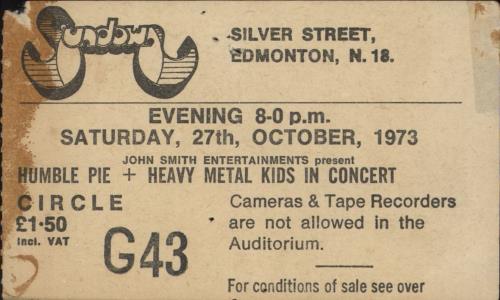 Sundown
SILVER STREET,
EDMONTON, N. 18.
EVENING 8-0 p.m.
SATURDAY, 27th, OCTOBER, 1973
JOHN SMITH ENTERTAINMENTS present
HUMBLE PIE + HEAVY METAL KIDS IN CONCERT
CIRCLE
£1·50
incl. VAT
G43
Cameras & Tape Recorders
are not allowed in the
Auditorium.
For conditions of sale see over